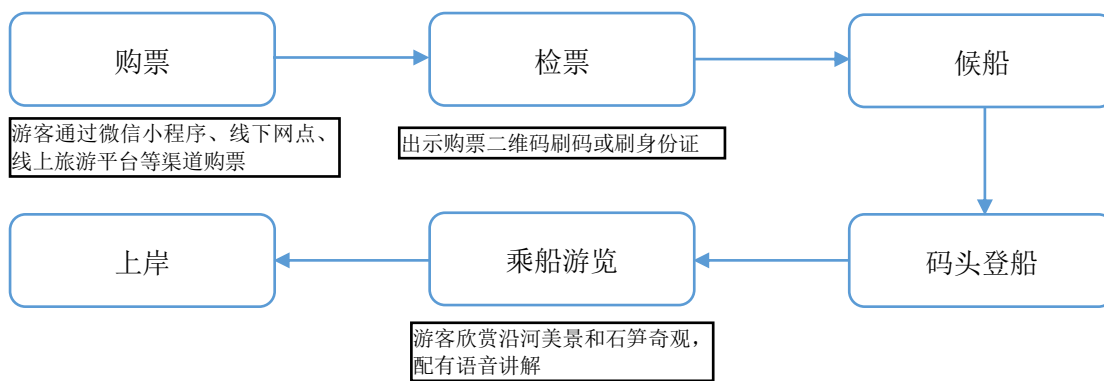 购票
检票
候船
游客通过微信小程序、线下网点、
线上旅游平台等渠道购票
出示购票二维码刷码或刷身份证
码头登船
乘船游览
上岸
游客欣赏沿河美景和石笋奇观，
配有语音讲解